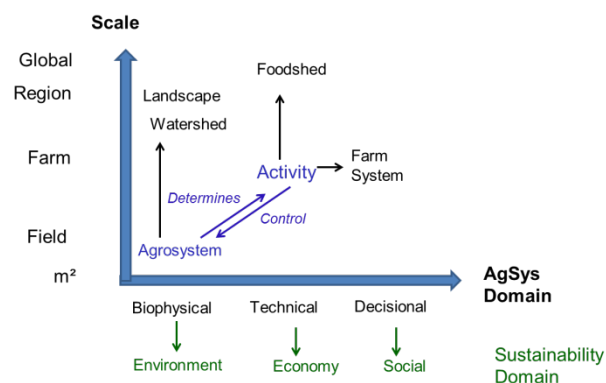 Scale
Global
Foodshed
Region
Landscape
Watershed
Farm
Activity
Farm
System
Determines
Control
Field
Agrosystem
m²
AgSys
Domain
Biophysical
Technical
Decisional
Environment
Economy
Social
Sustainability
Domain